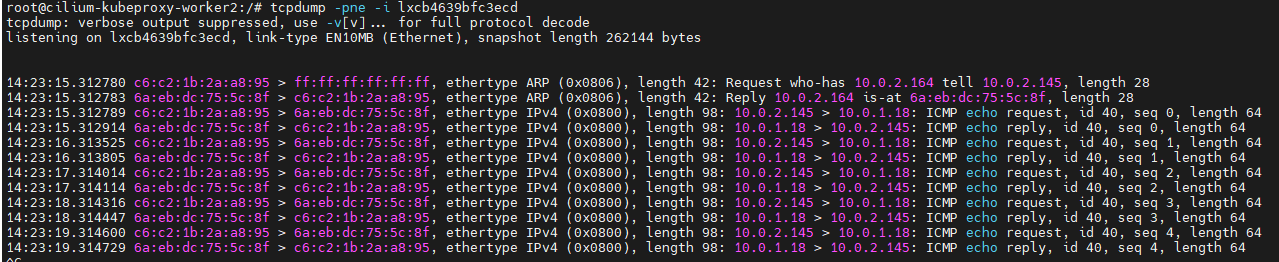 root@cilium-kubeproxy-worker2:/# tcpdump -pne -i lxcb4639bfc3ecd
tcpdump: verbose output suppressed, use -v[v]... for full protocol decode
listening on lxcb4639bfc3ecd, link-type EN10MB (Ethernet), snapshot length 262144 bytes
14:23:15.312780 c6:c2:1b:2a:a8:95 > ff:ff:ff:ff:ff:ff, ethertype ARP (0x0806), length 42: Request who-has 10.0.2.164 tell 10.0.2.145, length 28
14:23:15.312783 6a:eb:dc:75:5c:8f > c6:c2:1b:2a:a8:95, ethertype ARP (0x0806), length 42: Reply 10.0.2.164 is-at 6a:eb:dc:75:5c:8f, length 28
14:23:15.312789 c6:c2:1b:2a:a8:95 > 6a:eb:dc:75:5c:8f, ethertype IPv4 (0x0800), length 98: 10.0.2.145 > 10.0.1.18: ICMP echo request, id 40, seq 0, length 64
14:23:15.312914 6a:eb:dc:75:5c:8f > c6:c2:1b:2a:a8:95, ethertype IPv4 (0x0800), length 98: 10.0.1.18 > 10.0.2.145: ICMP echo reply, id 40, seq 0, length 64
14:23:16.313525 c6:c2:1b:2a:a8:95 > 6a:eb:dc:75:5c:8f, ethertype IPv4 (0x0800), length 98: 10.0.2.145 > 10.0.1.18: ICMP echo request, id 40, seq 1, length 64
14:23:16.313805 6a:eb:dc:75:5c:8f > c6:c2:1b:2a:a8:95, ethertype IPv4 (0x0800), length 98: 10.0.1.18 > 10.0.2.145: ICMP echo reply, id 40, seq 1, length 64
14:23:17.314014 c6:c2:1b:2a:a8:95 > 6a:eb:dc:75:5c:8f, ethertype IPv4 (0x0800), length 98: 10.0.2.145 > 10.0.1.18: ICMP echo request, id 40, seq 2, length 64
14:23:17.314114 6a:eb:dc:75:5c:8f > c6:c2:1b:2a:a8:95, ethertype IPv4 (0x0800), length 98: 10.0.1.18 > 10.0.2.145: ICMP echo reply, id 40, seq 2, length 64
14:23:18.314316 c6:c2:1b:2a:a8:95 > 6a:eb:dc:75:5c:8f, ethertype IPv4 (0x0800), length 98: 10.0.2.145 > 10.0.1.18: ICMP echo request, id 40, seq 3, length 64
14:23:18.314447 6a:eb:dc:75:5c:8f > c6:c2:1b:2a:a8:95, ethertype IPv4 (0x0800), length 98: 10.0.1.18 > 10.0.2.145: ICMP echo reply, id 40, seq 3, length 64
14:23:19.314600 c6:c2:1b:2a:a8:95 > 6a:eb:dc:75:5c:8f, ethertype IPv4 (0x0800), length 98: 10.0.2.145 > 10.0.1.18: ICMP echo request, id 40, seq 4, length 64
14:23:19.314729 6a:eb:dc:75:5c:8f > c6:c2:1b:2a:a8:95, ethertype IPv4 (0x0800), length 98: 10.0.1.18 > 10.0.2.145: ICMP echo reply, id 40, seq 4, length 64